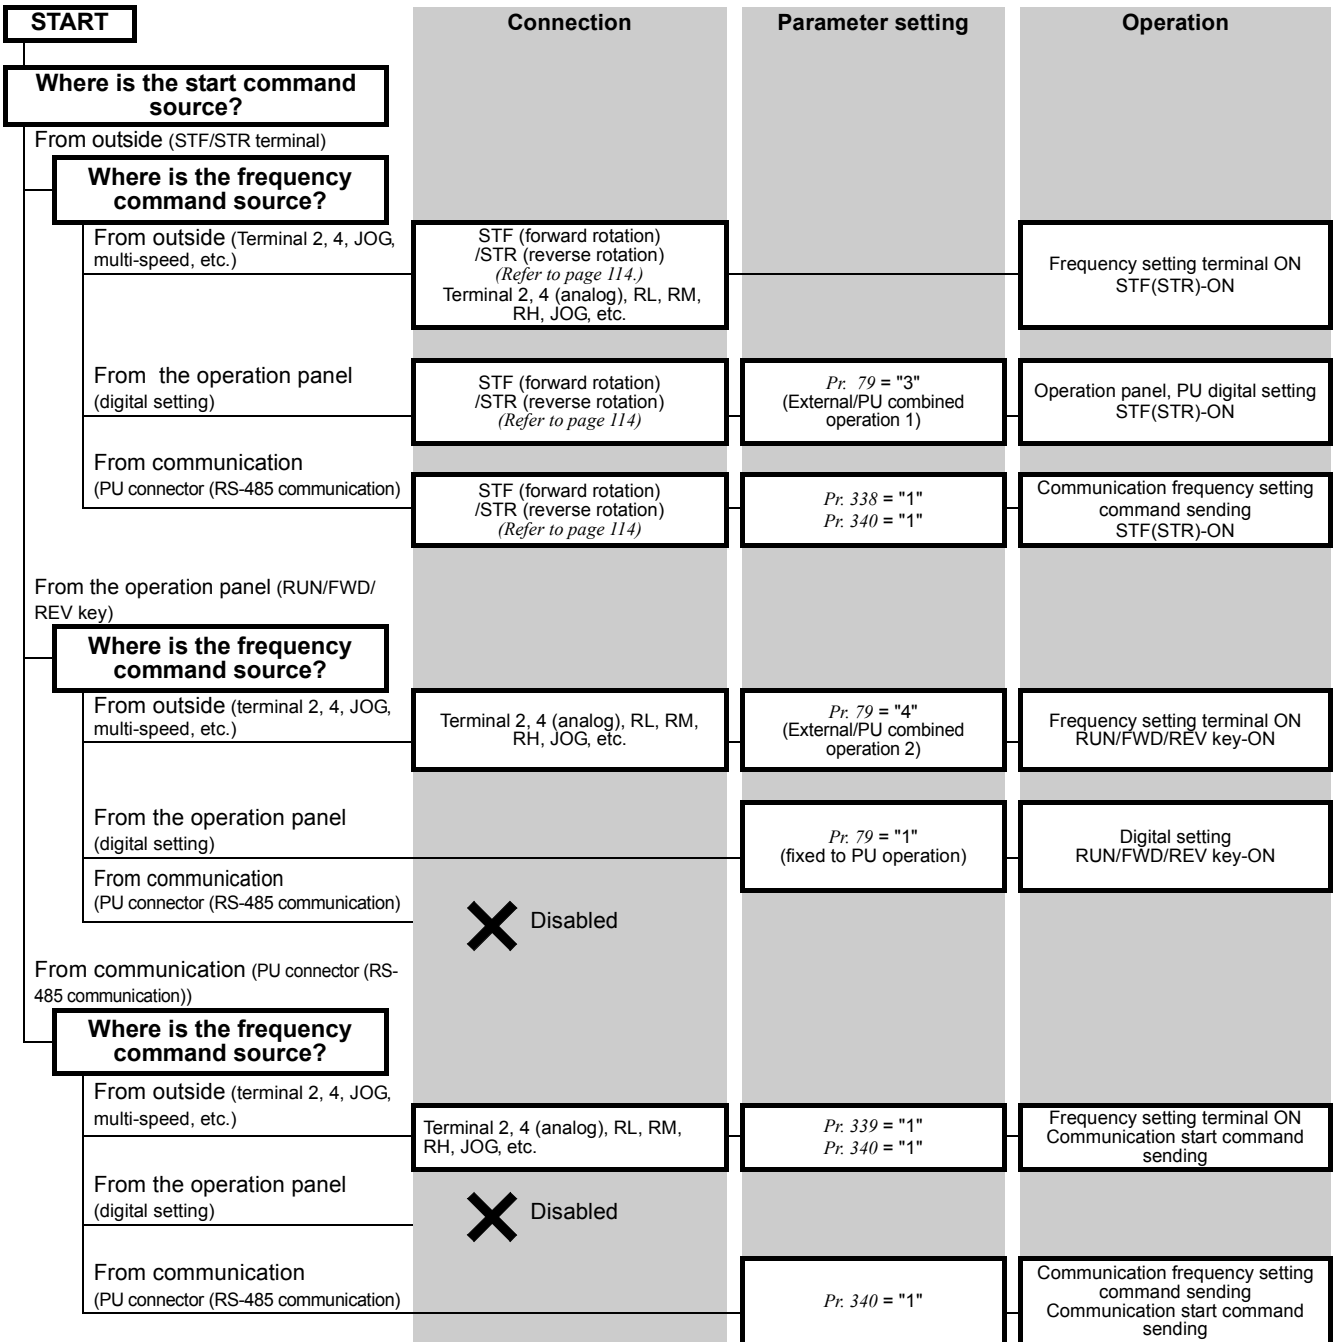 START
Connection
Parameter setting
Operation
Where is the start command
source?
From outside (STF/STR terminal)
Where is the frequency
command source?
From outside (Terminal 2, 4, JOG,
multi-speed, etc.)
STF (forward rotation)
/STR (reverse rotation)
(Refer to page 114.)
Terminal 2, 4 (analog), RL, RM,
RH, JOG, etc.
Frequency setting terminal ON
STF(STR)-ON
From the operation panel
(digital setting)
STF (forward rotation)
/STR (reverse rotation)
(Refer to page 114)
Pr. 79 = "3"
(External/PU combined
operation 1)
Operation panel, PU digital setting
STF(STR)-ON
From communication
(PU connector (RS-485 communication)
STF (forward rotation)
/STR (reverse rotation)
(Refer to page 114)
Pr. 338 = "1"
Pr. 340 = "1"
Communication frequency setting
command sending
STF(STR)-ON
From the operation panel (RUN/FWD/
REV key)
Where is the frequency
command source?
From outside (terminal 2, 4, JOG,
multi-speed, etc.)
Terminal 2, 4 (analog), RL, RM,
RH, JOG, etc.
Pr. 79 = "4"
(External/PU combined
operation 2)
Frequency setting terminal ON
RUN/FWD/REV key-ON
From the operation panel
(digital setting)
Pr. 79 = "1"
(fixed to PU operation)
Digital setting
RUN/FWD/REV key-ON
From communication
(PU connector (RS-485 communication)
Disabled
From communication (PU connector (RS-
485 communication))
Where is the frequency
command source?
From outside (terminal 2, 4, JOG,
multi-speed, etc.)
Terminal 2, 4 (analog), RL, RM,
RH, JOG, etc.
Pr. 339 = "1"
Pr. 340 = "1"
Frequency setting terminal ON
Communication start command
sending
From the operation panel
(digital setting)
Disabled
From communication
(PU connector (RS-485 communication)
Pr. 340 = "1"
Communication frequency setting
command sending
Communication start command
sending